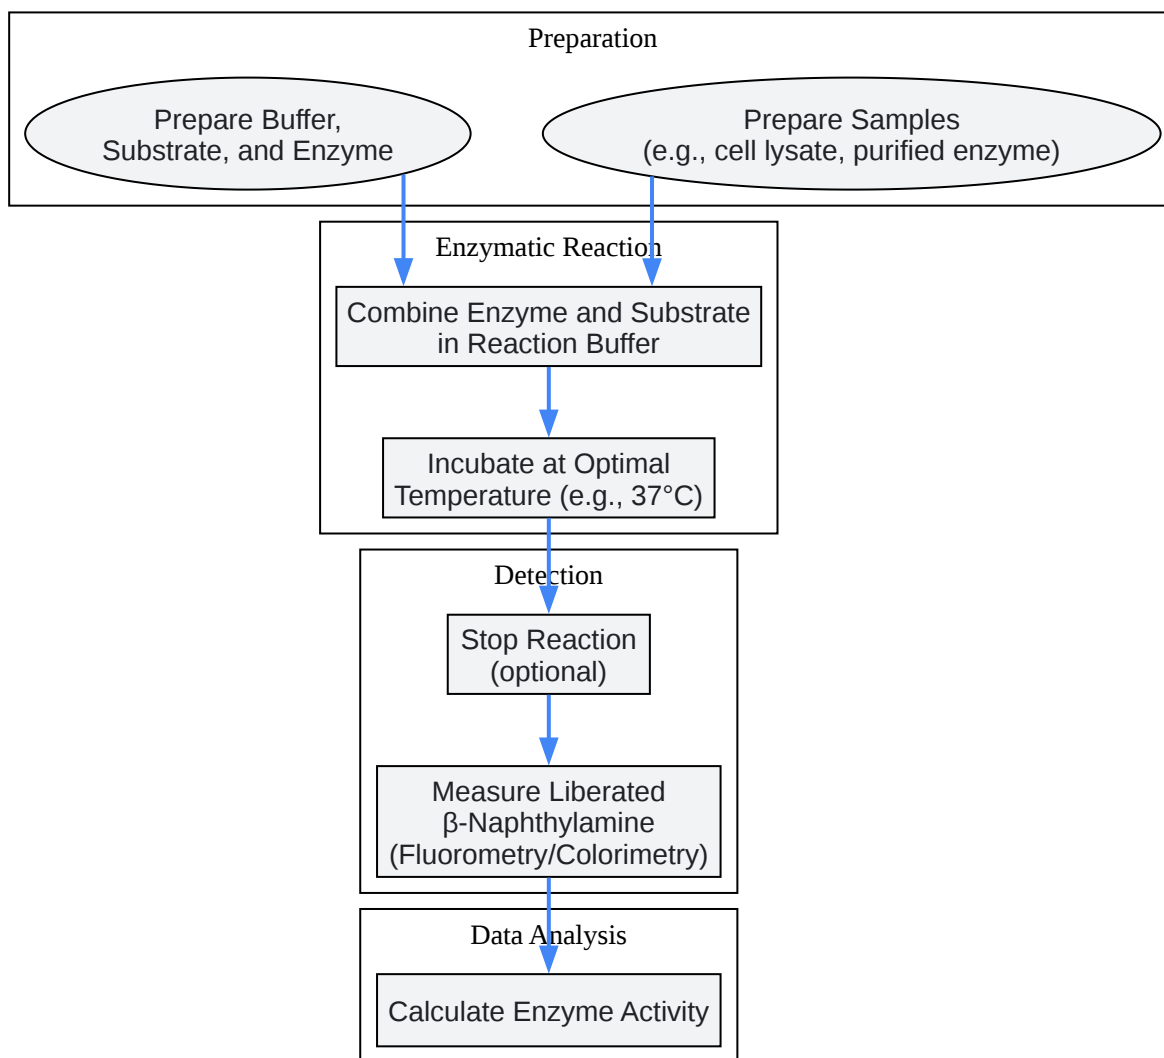 Preparation
Prepare Buffer,
Substrate, and Enzyme
Prepare Samples
(e.g., cell lysate, purified enzyme)
Enzymatic Reaction
Combine Enzyme and Substrate
in Reaction Buffer
Incubate at Optimal
Temperature (e.g., 37°C)
Detection
Stop Reaction
(optional)
Measure Liberated
β-Naphthylamine
(Fluorometry/Colorimetry)
Data Analysis
Calculate Enzyme Activity